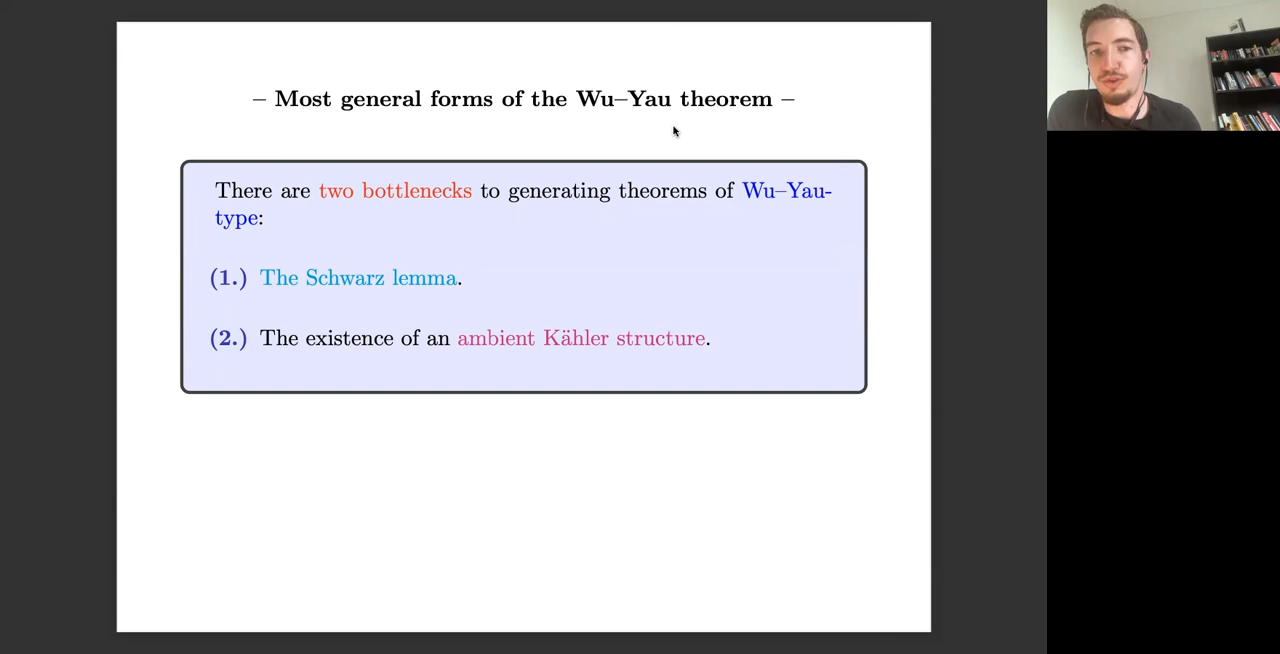 – Most general forms of the Wu–Yau theorem –
There are two bottlenecks to generating theorems of Wu–Yau-
type:
(1.) The Schwarz lemma.
(2.) The existence of an ambient Kähler structure.